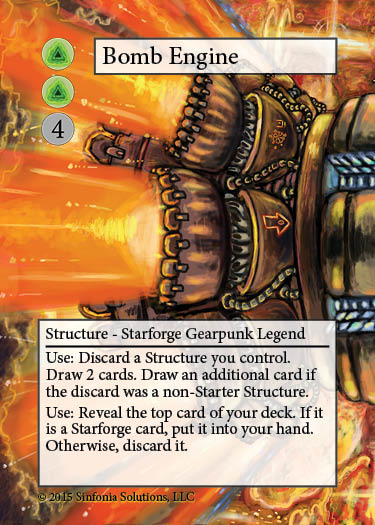 Bomb Engine
4
Structure - Starforge Gearpunk Legend
Use: Discard a Structure you control.
Draw 2 cards. Draw an additional card if
the discard was a non-Starter Structure.
Use: Reveal the top card of your deck. If it
is a Starforge card, put it into your hand.
Otherwise, discard it.
© 2015 Sinfonia Solutions, LLC